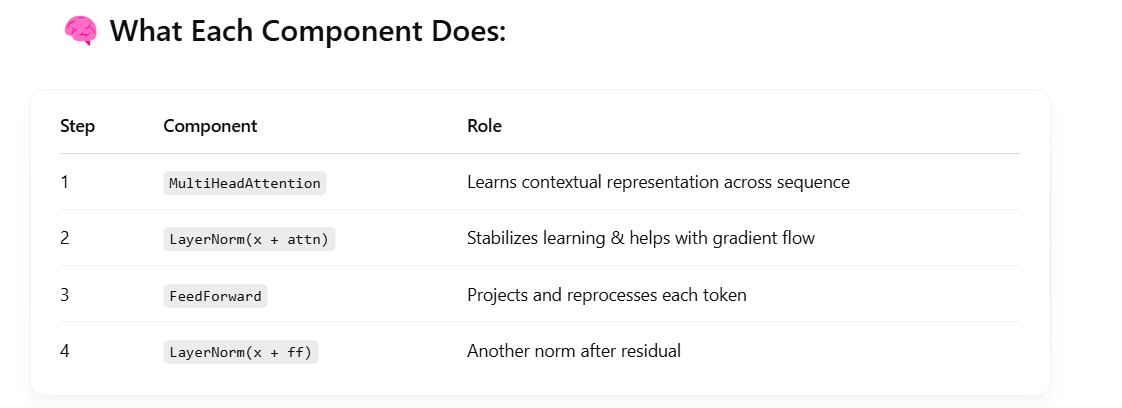 🧠 What Each Component Does:
Step Component Role
1 MultiHeadAttention Learns contextual representation across sequence
2 LayerNorm(x + attn) Stabilizes learning & helps with gradient flow
3 FeedForward Projects and reprocesses each token
4 LayerNorm(x + ff) Another norm after residual